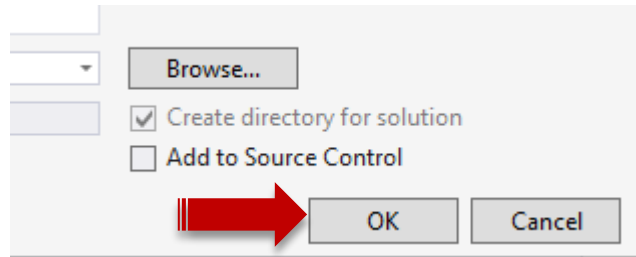 Browse...
Create directory for solution
Add to Source Control
OK
Cancel